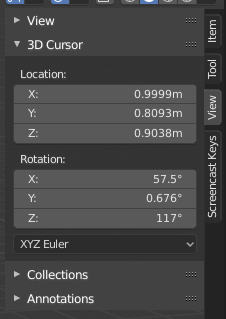 View
3D Cursor
Location:
X: 0.9999m
Y: 0.8093m
Z: 0.9038m
Rotation:
X: 57.5°
Y: 0.676°
Z: 117°
XYZ Euler
Collections
Annotations
Item
Tool
View
Screencast Keys